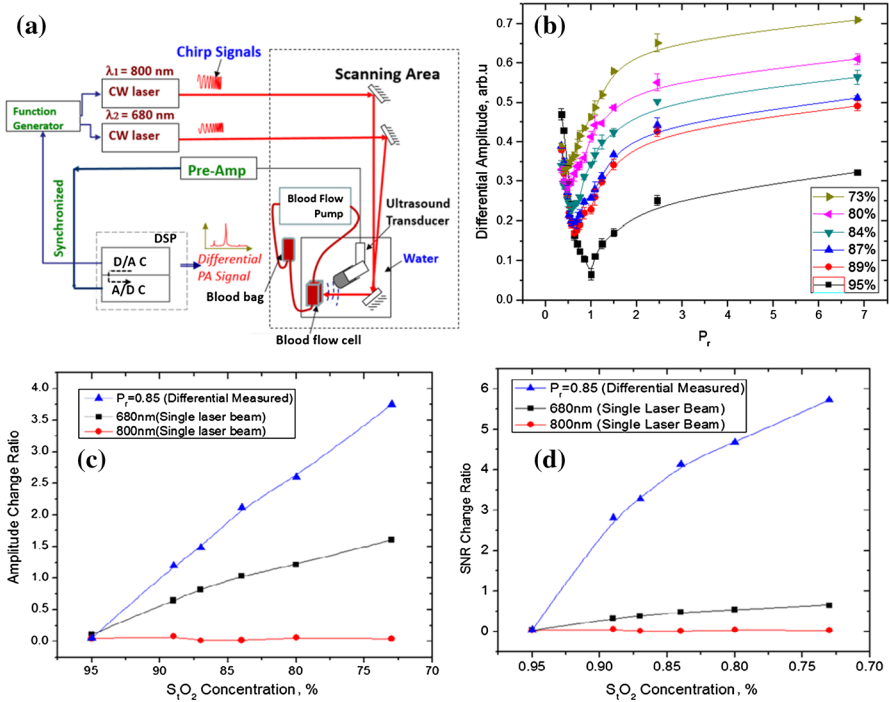 (a)
Chirp Signals
λ1 = 800 nm
CW laser
λ2 = 680 nm
CW laser
Scanning Area
Function
Generator
Pre-Amp
Synchronized
Blood Flow
Pump
Ultrasound
Transducer
DSP
D/A C
A/D C
Differential
PA Signal
Blood bag
Water
Blood flow cell
(b)
Differential Amplitude, arb.u
0.7
0.6
0.5
0.4
0.3
0.2
0.1
0.0
0 1 2 3 4 5 6 7
Pr
73%
80%
84%
87%
89%
95%
(c)
Amplitude Change Ratio
4.0
3.5
3.0
2.5
2.0
1.5
1.0
0.5
0.0
Pr=0.85 (Differential Measured)
680nm(Single laser beam)
800nm(Single laser beam)
95 90 85 80 75 70
StO2 Concentration, %
(d)
SNR Change Ratio
6
5
4
3
2
1
0
Pr=0.85 (Differential Measured)
680nm (Single Laser Beam)
800nm (Single Laser Beam)
0.95 0.90 0.85 0.80 0.75 0.70
StO2 Concentration, %